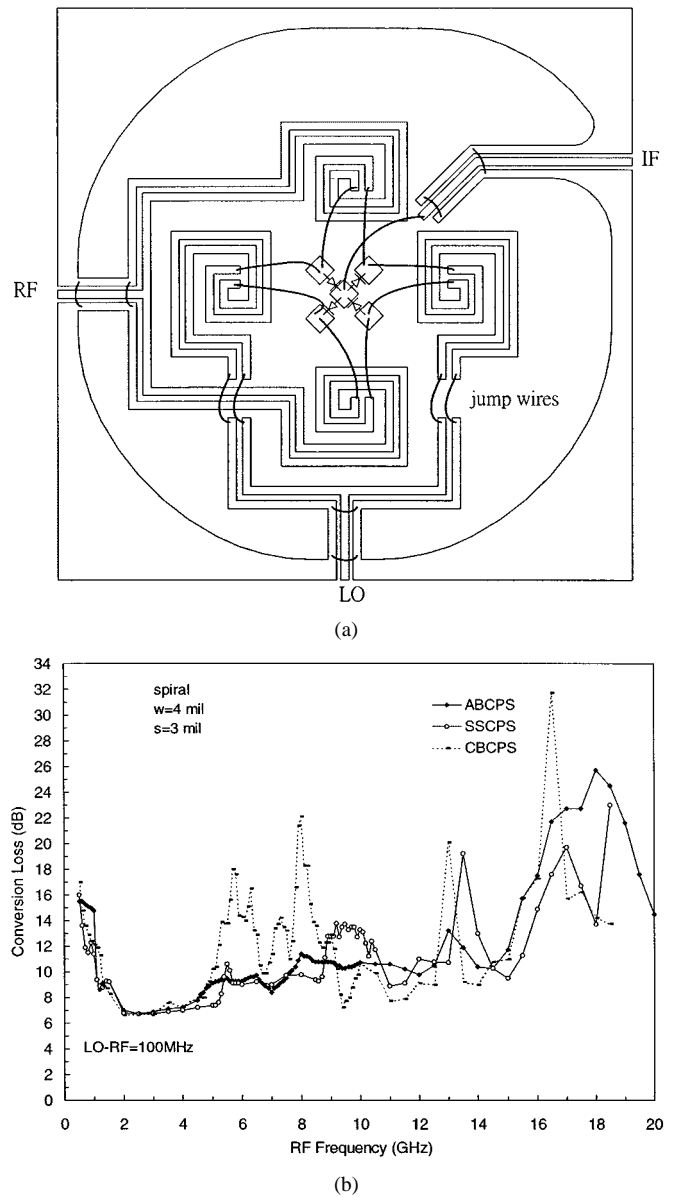 IF
RF
jump wires
LO
(a)
34
32
30
28
26
24
22
20
18
16
14
12
10
8
6
4
2
0
Conversion Loss (dB)
spiral
w=4 mil
s=3 mil
ABCPS
SSCPS
CBCPS
LO-RF=100MHz
0 2 4 6 8 10 12 14 16 18 20
RF Frequency (GHz)
(b)